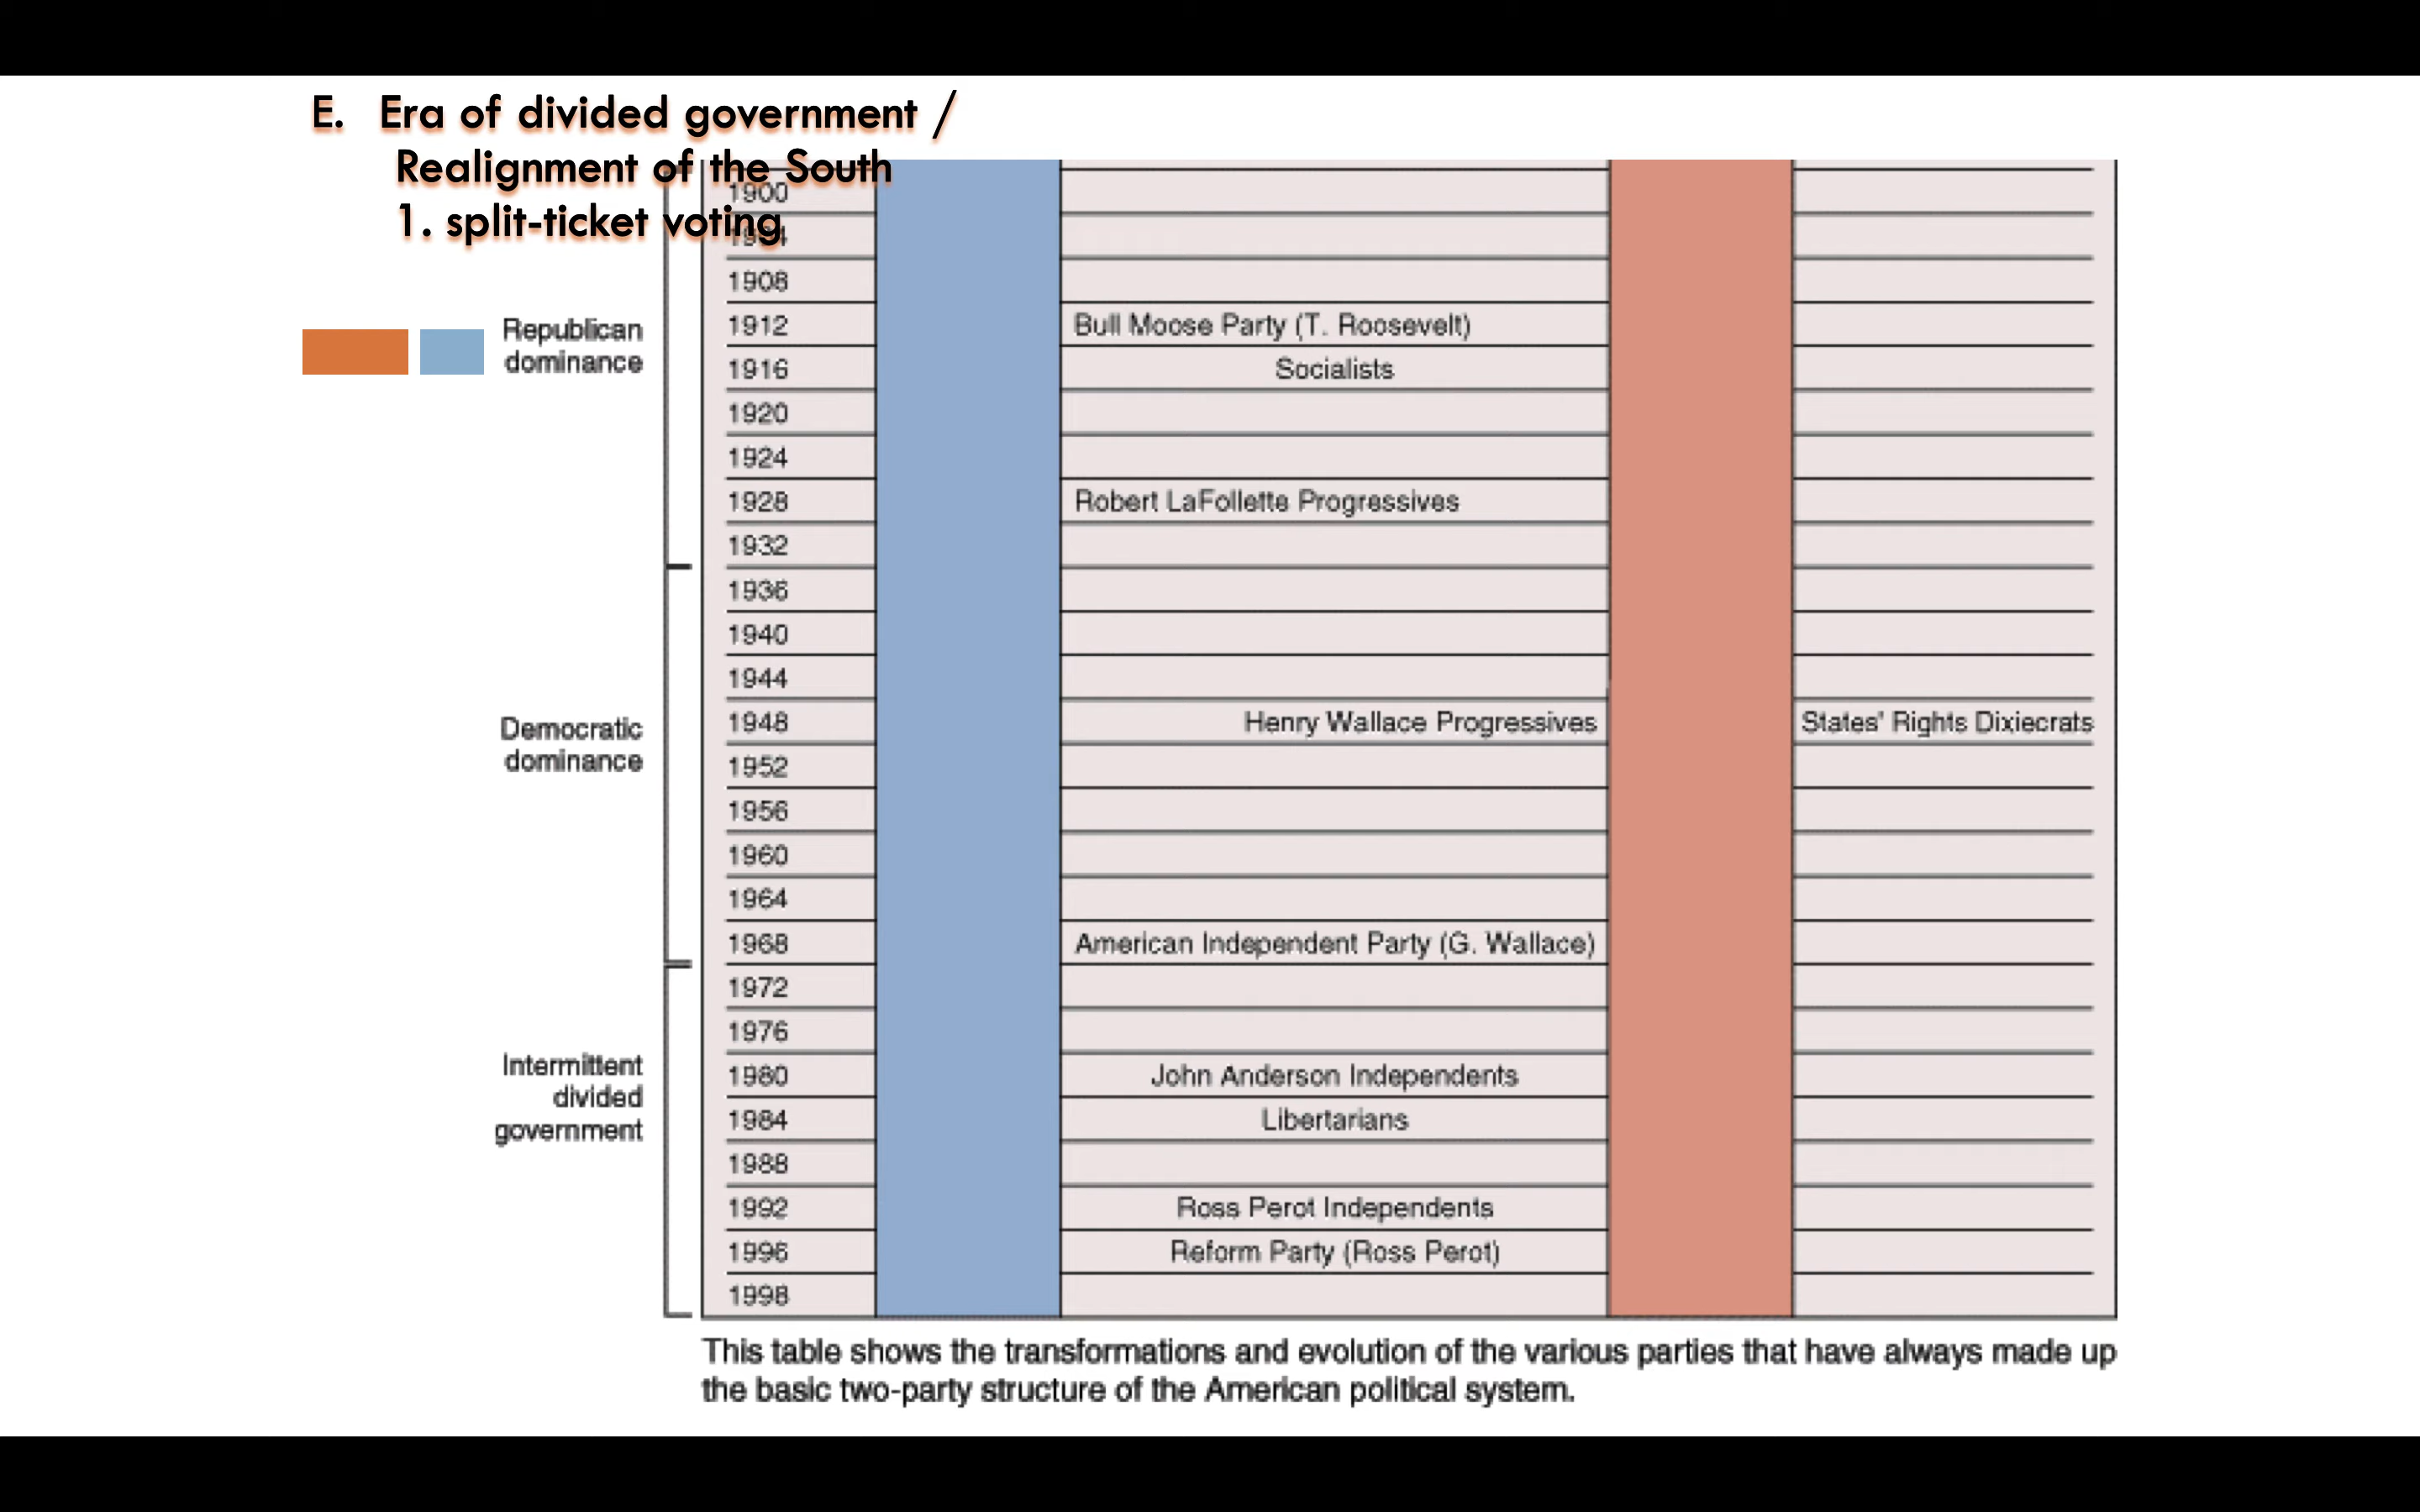 E. Era of divided government /
Realignment of the South
1. split-ticket voting
1900
1904
1908
Republican
dominance
1912 Bull Moose Party (T. Roosevelt)
1916 Socialists
1920
1924
1928 Robert LaFollette Progressives
1932
1936
1940
1944
Democratic
dominance
1948 Henry Wallace Progressives States' Rights Dixiecrats
1952
1956
1960
1964
1968 American Independent Party (G. Wallace)
1972
1976
Intermittent
divided
government
1980 John Anderson Independents
1984 Libertarians
1988
1992 Ross Perot Independents
1996 Reform Party (Ross Perot)
1998
This table shows the transformations and evolution of the various parties that have always made up
the basic two-party structure of the American political system.